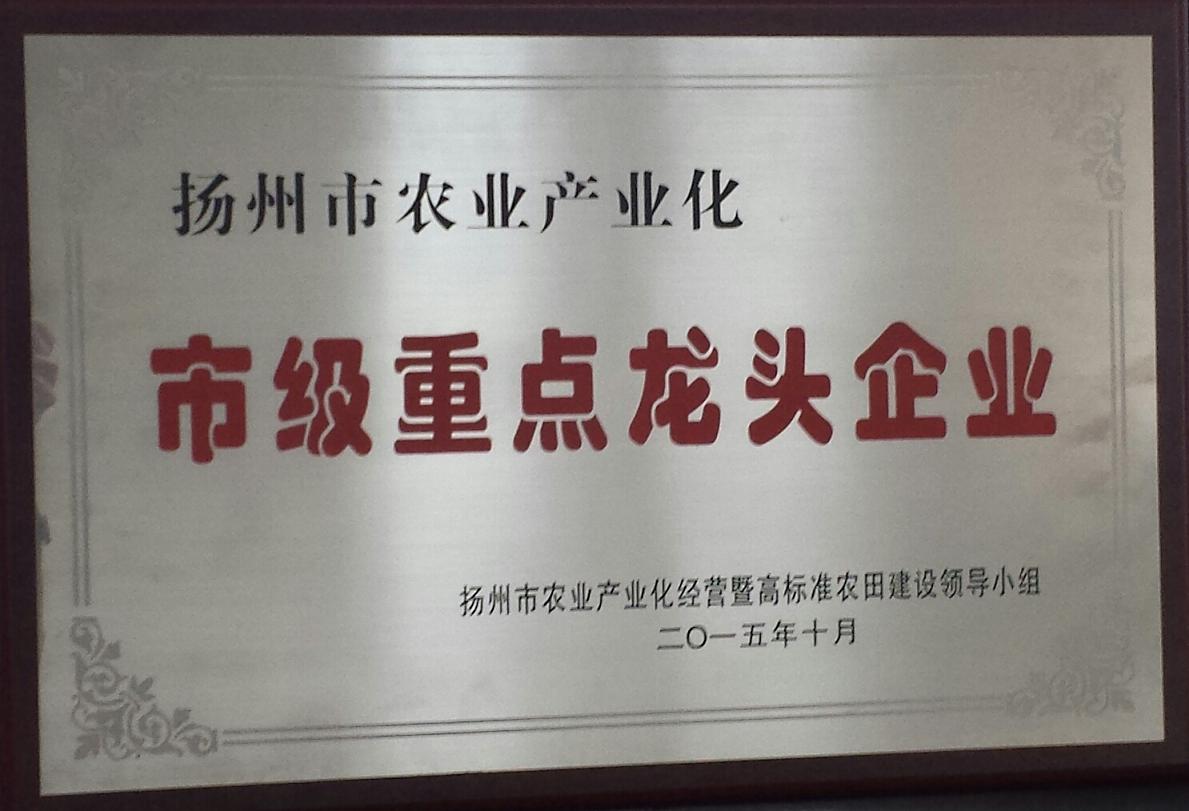 扬州市农业产业化
市级重点龙头企业
扬州市农业产业化经营暨高标准农田建设领导小组
二〇一五年十月